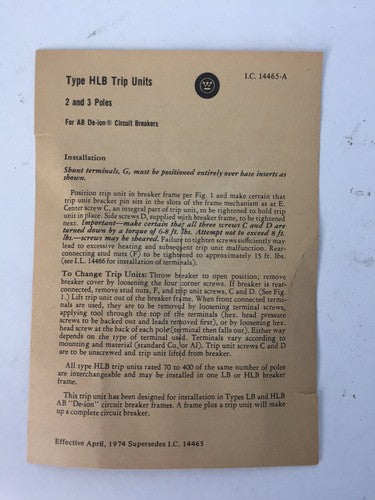 Type HLB Trip Units
I.C. 14465-A
2 and 3 Poles
For AB De-ion® Circuit Breakers
Installation
Shunt terminals, G, must be positioned entirely over base inserts as
shown.
Position trip unit in breaker frame per Fig. 1 and make certain that
trip unit bracket pin sits in the slots of the frame mechanism as at E.
Center screw C, an integral part of trip unit, to be tightened to hold trip
unit in place. Side screws D, supplied with breaker frame, to be tightened
next. Important—make certain that all three screws C and D are
turned down by a torque of 6-8 ft. lbs. Attempt not to exceed 8 ft.
lbs.—screws may be sheared. Failure to tighten screws sufficiently may
lead to excessive heating and subsequent trip unit malfunction. Rear-
connecting stud nuts (F) to be tightened to approximately 15 ft. lbs.
(see I.L. 14466 for installation of terminals).
To Change Trip Units: Throw breaker to open position; remove
breaker cover by loosening the four corner screws. If breaker is rear-
connected, remove stud nuts, F, and trip unit screws, C and D. (See Fig.
1.) Lift trip unit out of the breaker frame. When front connected termi-
nals are used, they are to be removed by loosening terminal screws,
applying tool through the top of the terminals (hex. head pressure
screws to be backed out and leads removed first), or by loosening hex.
head screw at the back of each pole (terminal then falls out). Either way
depends on the type of terminal used. Terminals vary according to
mounting and material (standard Cu, or Al). Trip unit screws C and D
are to be unscrewed and trip unit lifted from breaker.
All type HLB trip units rated 70 to 400 of the same number of poles
are interchangeable and may be installed in one LB or HLB breaker
frame.
This trip unit has been designed for installation in Types LB and HLB
AB "De-ion" circuit breaker frames. A frame plus a trip unit will make
up a complete circuit breaker.
Effective April, 1974 Supersedes I.C. 14465